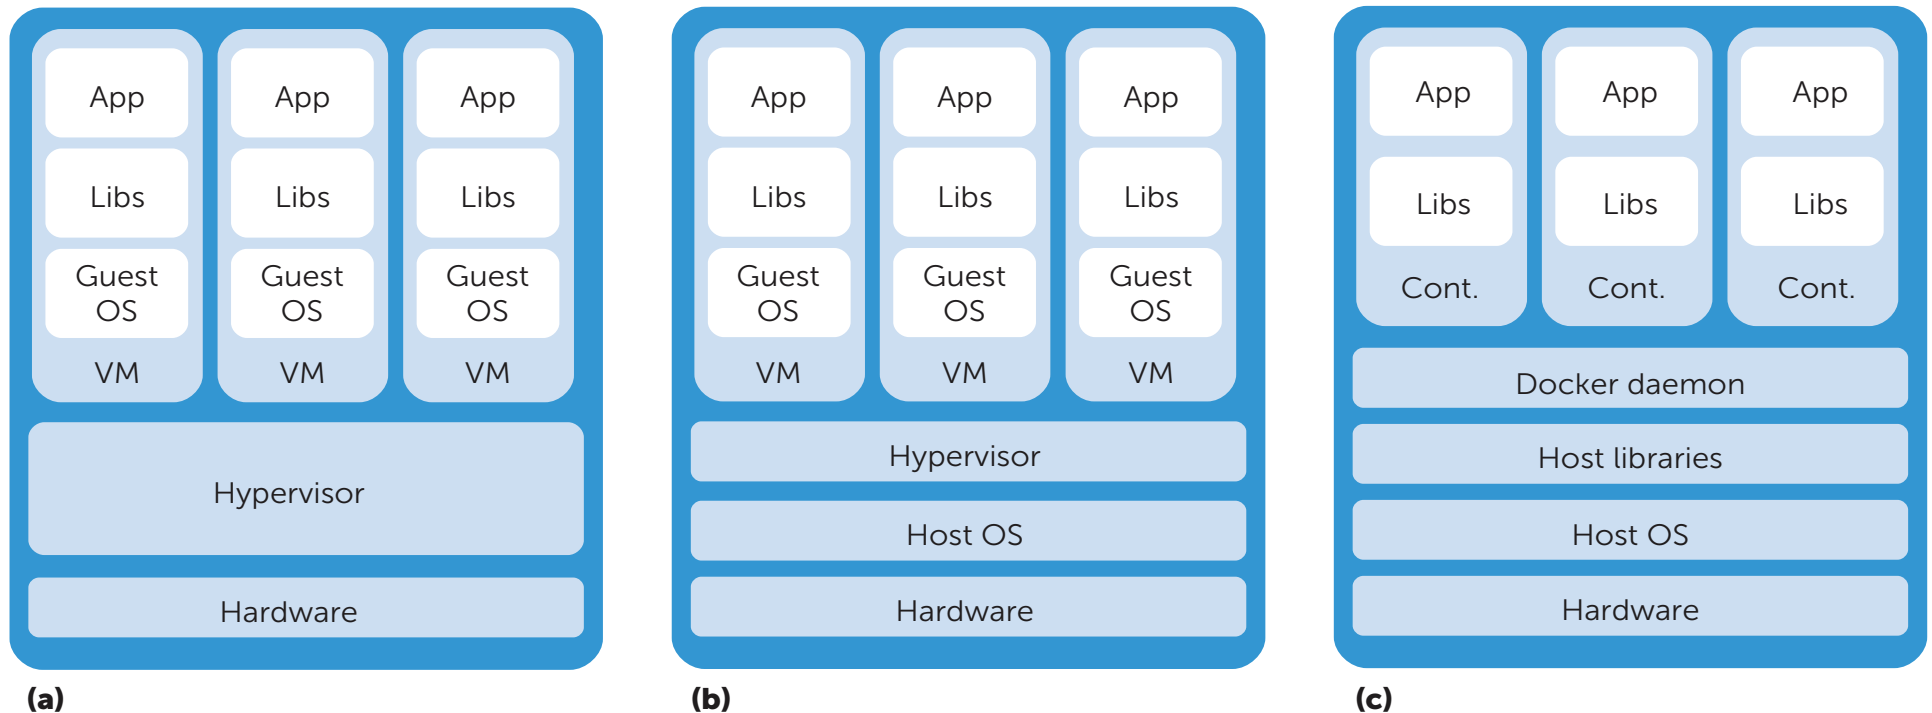 App App App
Libs Libs Libs
Guest OS Guest OS Guest OS
VM VM VM
Hypervisor
Hardware
(a)
App App App
Libs Libs Libs
Guest OS Guest OS Guest OS
VM VM VM
Hypervisor
Host OS
Hardware
(b)
App App App
Libs Libs Libs
Cont. Cont. Cont.
Docker daemon
Host libraries
Host OS
Hardware
(c)